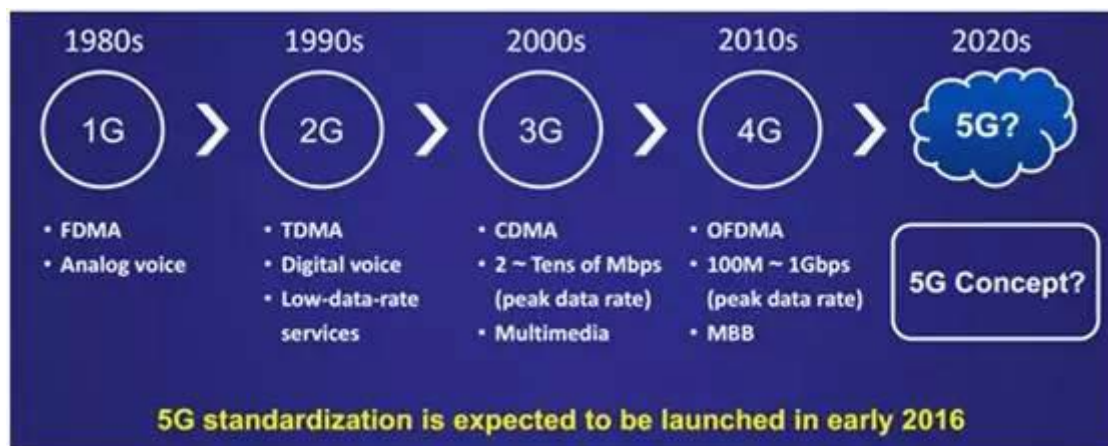 1980s
1990s
2000s
2010s
2020s
1G
2G
3G
4G
5G?
• FDMA
• Analog voice
• TDMA
• Digital voice
• Low-data-rate
services
• CDMA
• 2 ~ Tens of Mbps
(peak data rate)
• Multimedia
• OFDMA
• 100M ~ 1Gbps
(peak data rate)
• MBB
5G Concept?
5G standardization is expected to be launched in early 2016